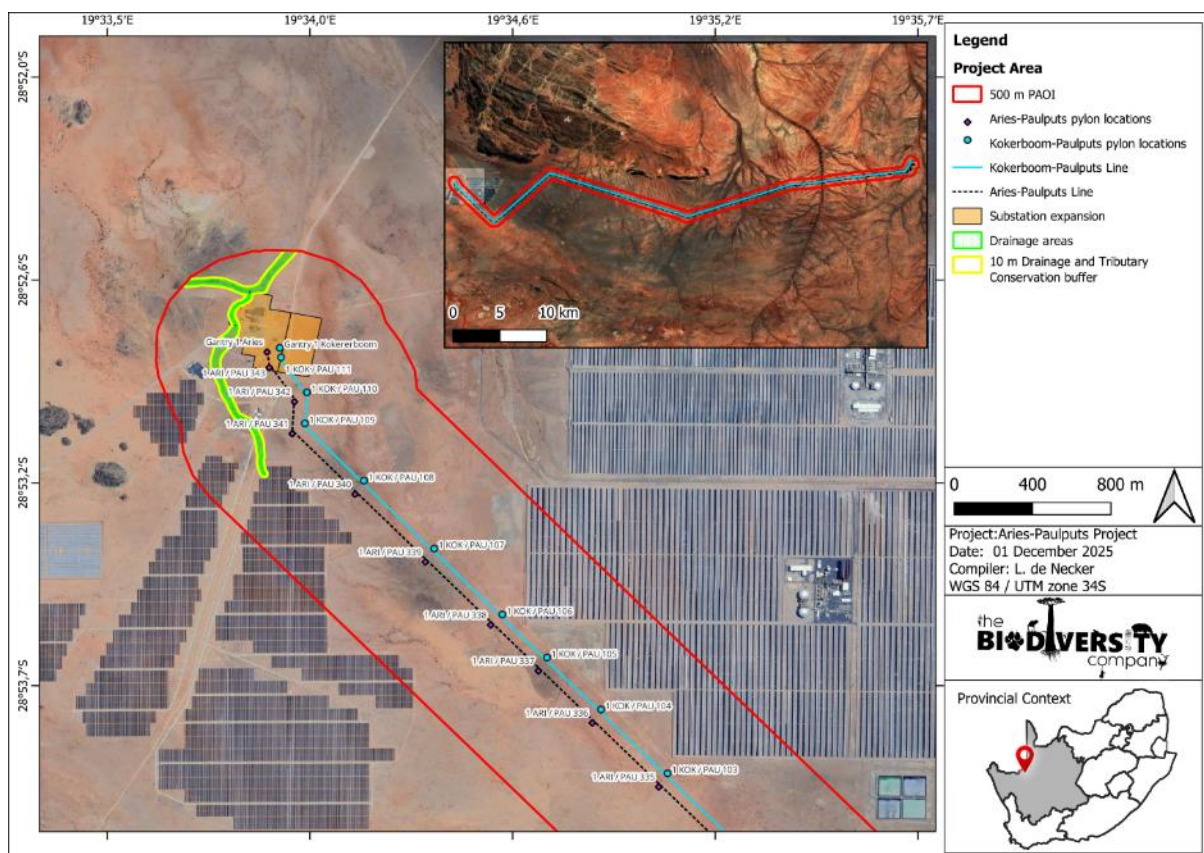 19°33,5'E
19°34,0'E
19°34,6'E
19°35,2'E
19°35,7'E
28°52,0'S
28°52,6'S
28°53,2'S
28°53,7'S
0 5 10 km
Gantry 1 Aries
Gantry 1 Kokererboom
1 KOK / PAU 111
1 ARI / PAU 343
1 KOK / PAU 110
1 ARI / PAU 342
1 KOK / PAU 109
1 ARI / PAU 341
1 KOK / PAU 108
1 ARI / PAU 340
1 KOK / PAU 107
1 ARI / PAU 339
1 KOK / PAU 106
1 ARI / PAU 338
1 KOK / PAU 105
1 ARI / PAU 337
1 KOK / PAU 104
1 ARI / PAU 336
1 KOK / PAU 103
1 ARI / PAU 335
Legend
Project Area
500 m PAOI
Aries-Paulputs pylon locations
Kokerboom-Paulputs pylon locations
Kokerboom-Paulputs Line
Aries-Paulputs Line
Substation expansion
Drainage areas
10 m Drainage and Tributary
Conservation buffer
0 400 800 m
Project:Aries-Paulputs Project
Date: 01 December 2025
Compiler: L. de Necker
WGS 84 / UTM zone 34S
the
BIODIVERSITY
company
Provincial Context